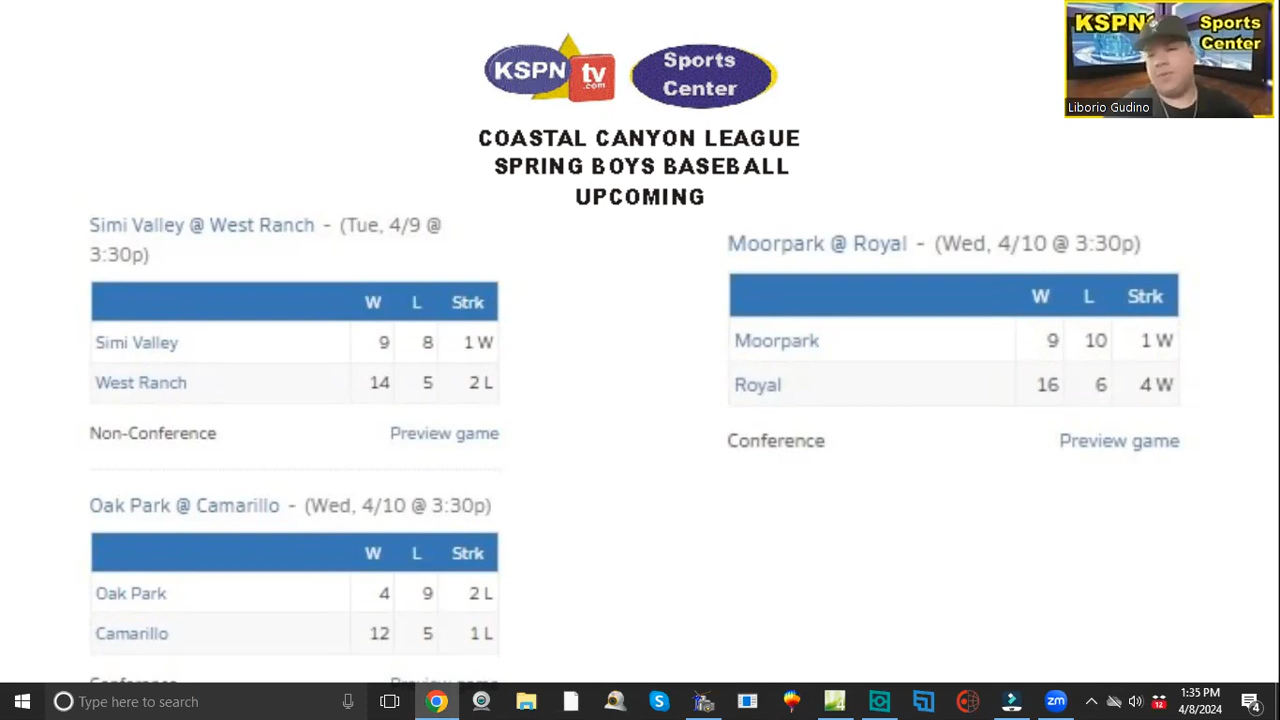 KSPN
tv
.com
Sports
Center
KSPN
Sports
Center
Liborio Gudino
COASTAL CANYON LEAGUE
SPRING BOYS BASEBALL
UPCOMING
Simi Valley @ West Ranch - (Tue, 4/9 @
3:30p)
W L Strk
Simi Valley 9 8 1 W
West Ranch 14 5 2 L
Non-Conference Preview game
Oak Park @ Camarillo - (Wed, 4/10 @ 3:30p)
W L Strk
Oak Park 4 9 2 L
Camarillo 12 5 1 L
Moorpark @ Royal - (Wed, 4/10 @ 3:30p)
W L Strk
Moorpark 9 10 1 W
Royal 16 6 4 W
Conference Preview game
Type here to search
zm
12
1:35 PM
4/8/2024
4